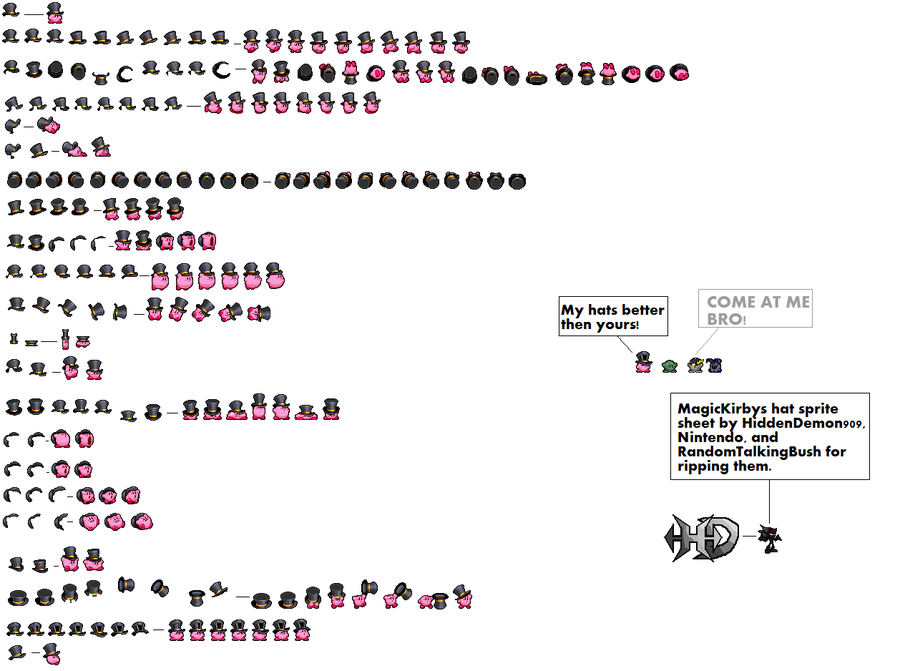 My hats better
then yours!
COME AT ME
BRO!
MagicKirbys hat sprite
sheet by HiddenDemon909,
Nintendo, and
RandomTalkingBush for
ripping them.
HD